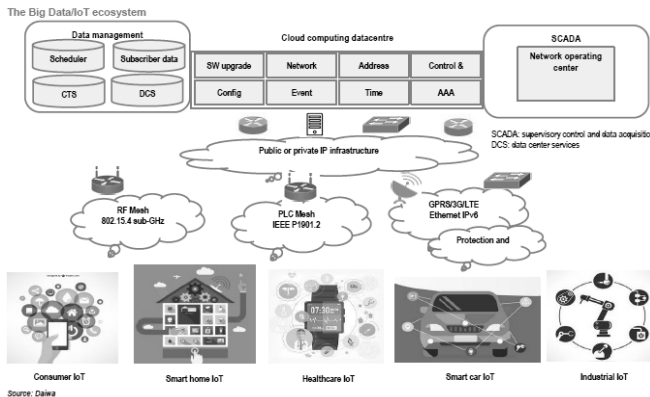 The Big Data/IoT ecosystem
Data management
Scheduler
Subscriber data
CTS
DCS
Cloud computing datacentre
SW upgrade
Network
Address
Control &
Config
Event
Time
AAA
SCADA
Network operating
center
SCADA: supervisory control and data acquisitio
DCS: data center services
Public or private IP infrastructure
RF Mesh
802.15.4 sub-GHz
PLC Mesh
IEEE P1901.2
GPRS/3G/LTE
Ethernet IPv6
Protection and
07:30
Consumer IoT
Smart home IoT
Healthcare IoT
Smart car IoT
Industrial IoT
Source: Daiwa